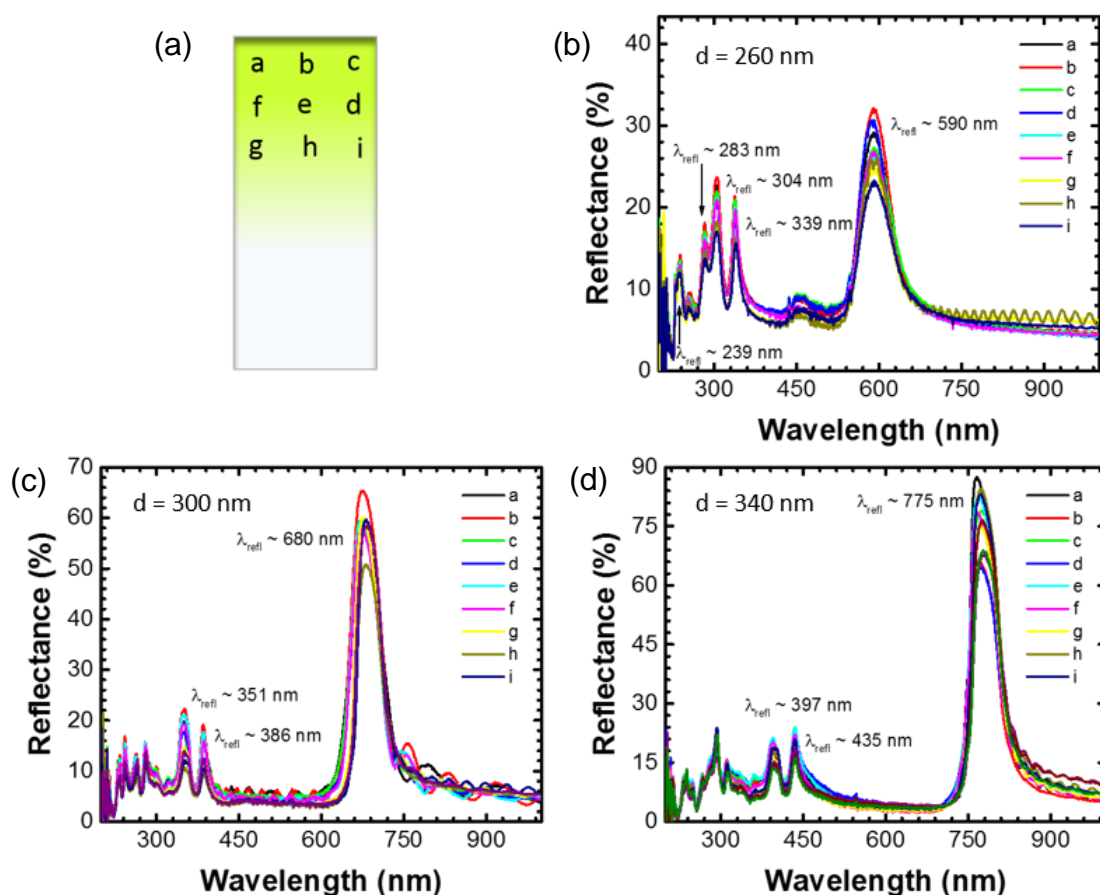 (a)
a b c
f e d
g h i
(b)
d = 260 nm
Reflectance (%)
40
30
20
10
0
λrefl ~ 590 nm
λrefl ~ 283 nm
λrefl ~ 304 nm
λrefl ~ 339 nm
λrefl ~ 239 nm
a
b
c
d
e
f
g
h
i
300 450 600 750 900
Wavelength (nm)
(c)
d = 300 nm
Reflectance (%)
70
60
50
40
30
20
10
0
λrefl ~ 680 nm
λrefl ~ 351 nm
λrefl ~ 386 nm
a
b
c
d
e
f
g
h
i
300 450 600 750 900
Wavelength (nm)
(d)
d = 340 nm
Reflectance (%)
90
75
60
45
30
15
0
λrefl ~ 775 nm
λrefl ~ 397 nm
λrefl ~ 435 nm
a
b
c
d
e
f
g
h
i
300 450 600 750 900
Wavelength (nm)